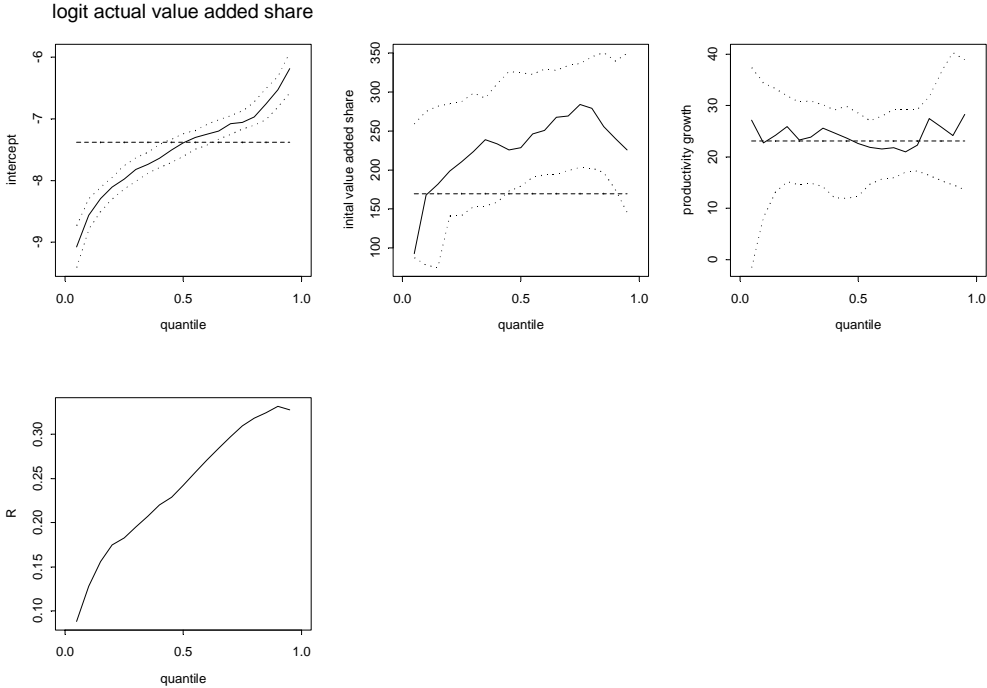 logit actual value added share
intercept
-6
-7
-8
-9
0.0 0.5 1.0
quantile
inital value added share
350
300
250
200
150
100
0.0 0.5 1.0
quantile
productivity growth
40
30
20
10
0
0.0 0.5 1.0
quantile
R
0.30
0.25
0.20
0.15
0.10
0.0 0.5 1.0
quantile